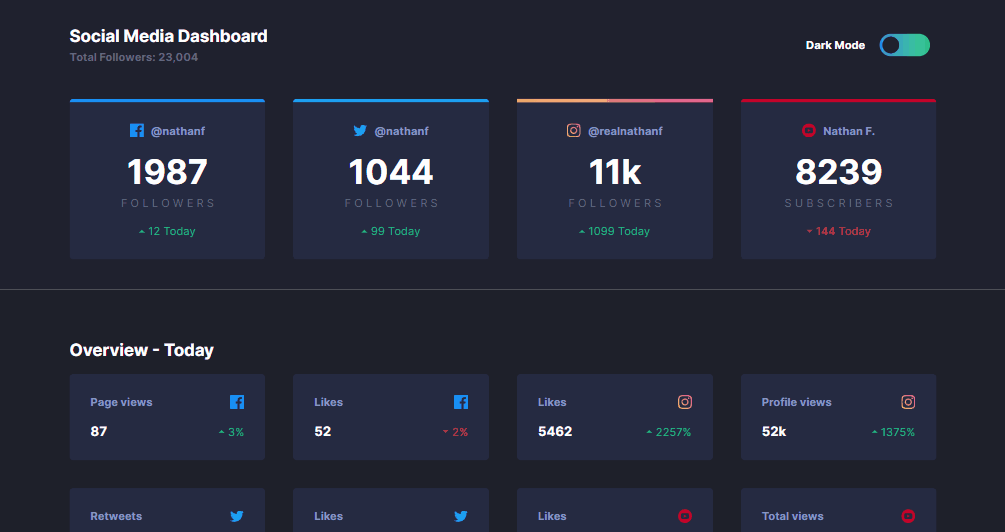 Social Media Dashboard
Total Followers: 23,004
Dark Mode
@nathanf
1987
FOLLOWERS
12 Today
@nathanf
1044
FOLLOWERS
99 Today
@realnathanf
11k
FOLLOWERS
1099 Today
Nathan F.
8239
SUBSCRIBERS
144 Today
Overview - Today
Page views
87
3%
Likes
52
2%
Likes
5462
2257%
Profile views
52k
1375%
Retweets
Likes
Likes
Total views